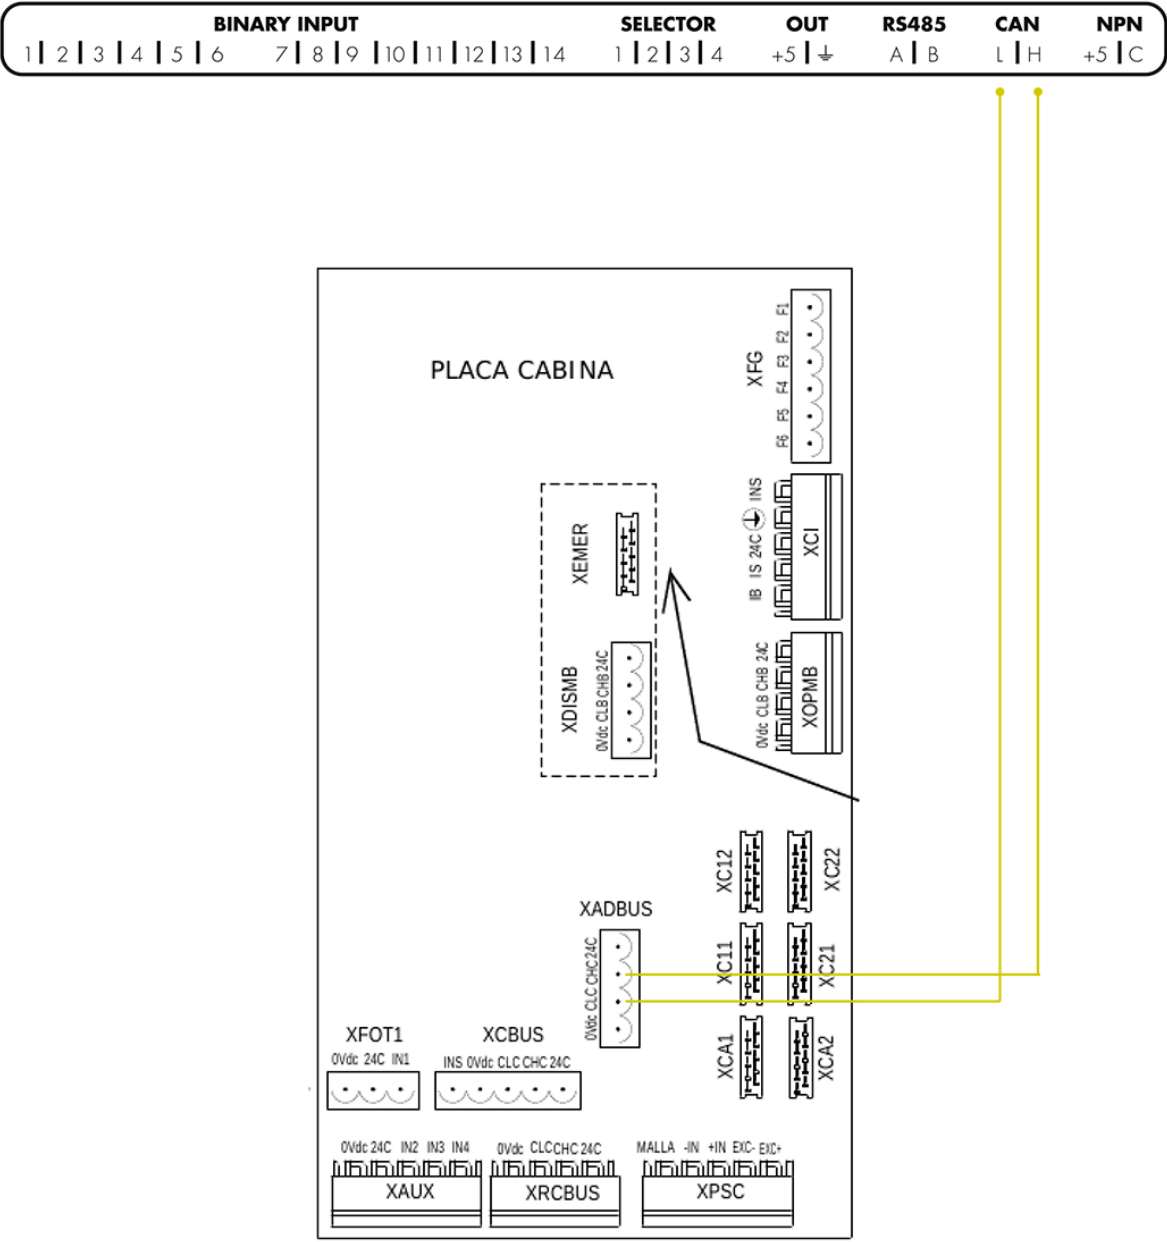 BINARY INPUT SELECTOR OUT RS485 CAN NPN
1 2 3 4 5 6 7 8 9 10 11 12 13 14 1 2 3 4 +5 A B L H +5 C
PLACA CABINA
XFG
F1
F2
F3
F4
F5
F6
XCI
INS
24C
IS
IB
XEMER
XDISMB
0Vdc CLB CHB 24C
XOPMB
0Vdc CLB CHB 24C
XC12
XC22
XADBUS
0Vdc CLC CHC 24C
XC11
XC21
XCA1
XCA2
XFOT1
0Vdc 24C IN1
XCBUS
INS 0Vdc CLC CHC 24C
0Vdc 24C IN2 IN3 IN4
XAUX
0Vdc CLC CHC 24C
XRCBUS
MALLA -IN +IN EXC- EXC+
XPSC